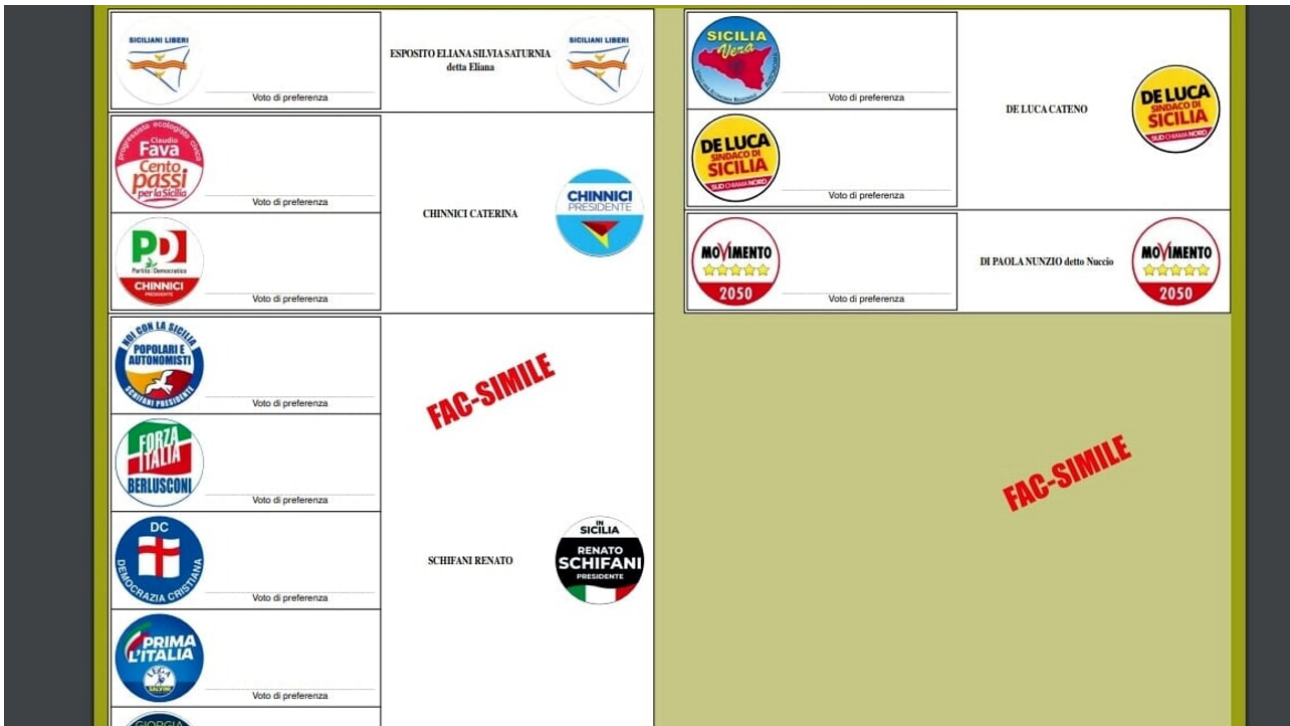 SICILIANI LIBERI
Voto di preferenza
ESPOSITO ELIANA SILVIA SATURNIA
detta Eliana
SICILIANI LIBERI
progressista ecologista civica
Claudio
Fava
Cento
passi
per la Sicilia
Voto di preferenza
PD
Partito Democratico
CHINNICI
PRESIDENTE
Voto di preferenza
CHINNICI CATERINA
CHINNICI
PRESIDENTE
NOI CON LA SICILIA
POPOLARI E
AUTONOMISTI
SCHIFANI PRESIDENTE
Voto di preferenza
FORZA
ITALIA
BERLUSCONI
Voto di preferenza
DC
DEMOCRAZIA CRISTIANA
Voto di preferenza
PRIMA
L'ITALIA
LEGA
SALVINI
Voto di preferenza
GIORGIA
FAC-SIMILE
SCHIFANI RENATO
IN
SICILIA
RENATO
SCHIFANI
PRESIDENTE
SICILIA
Vera
Voto di preferenza
DE LUCA
SINDACO DI
SICILIA
SUD CHIAMA NORD
Voto di preferenza
DE LUCA CATENO
DE LUCA
SINDACO DI
SICILIA
SUD CHIAMA NORD
MOVIMENTO
2050
Voto di preferenza
DI PAOLA NUNZIO detto Nuccio
MOVIMENTO
2050
FAC-SIMILE